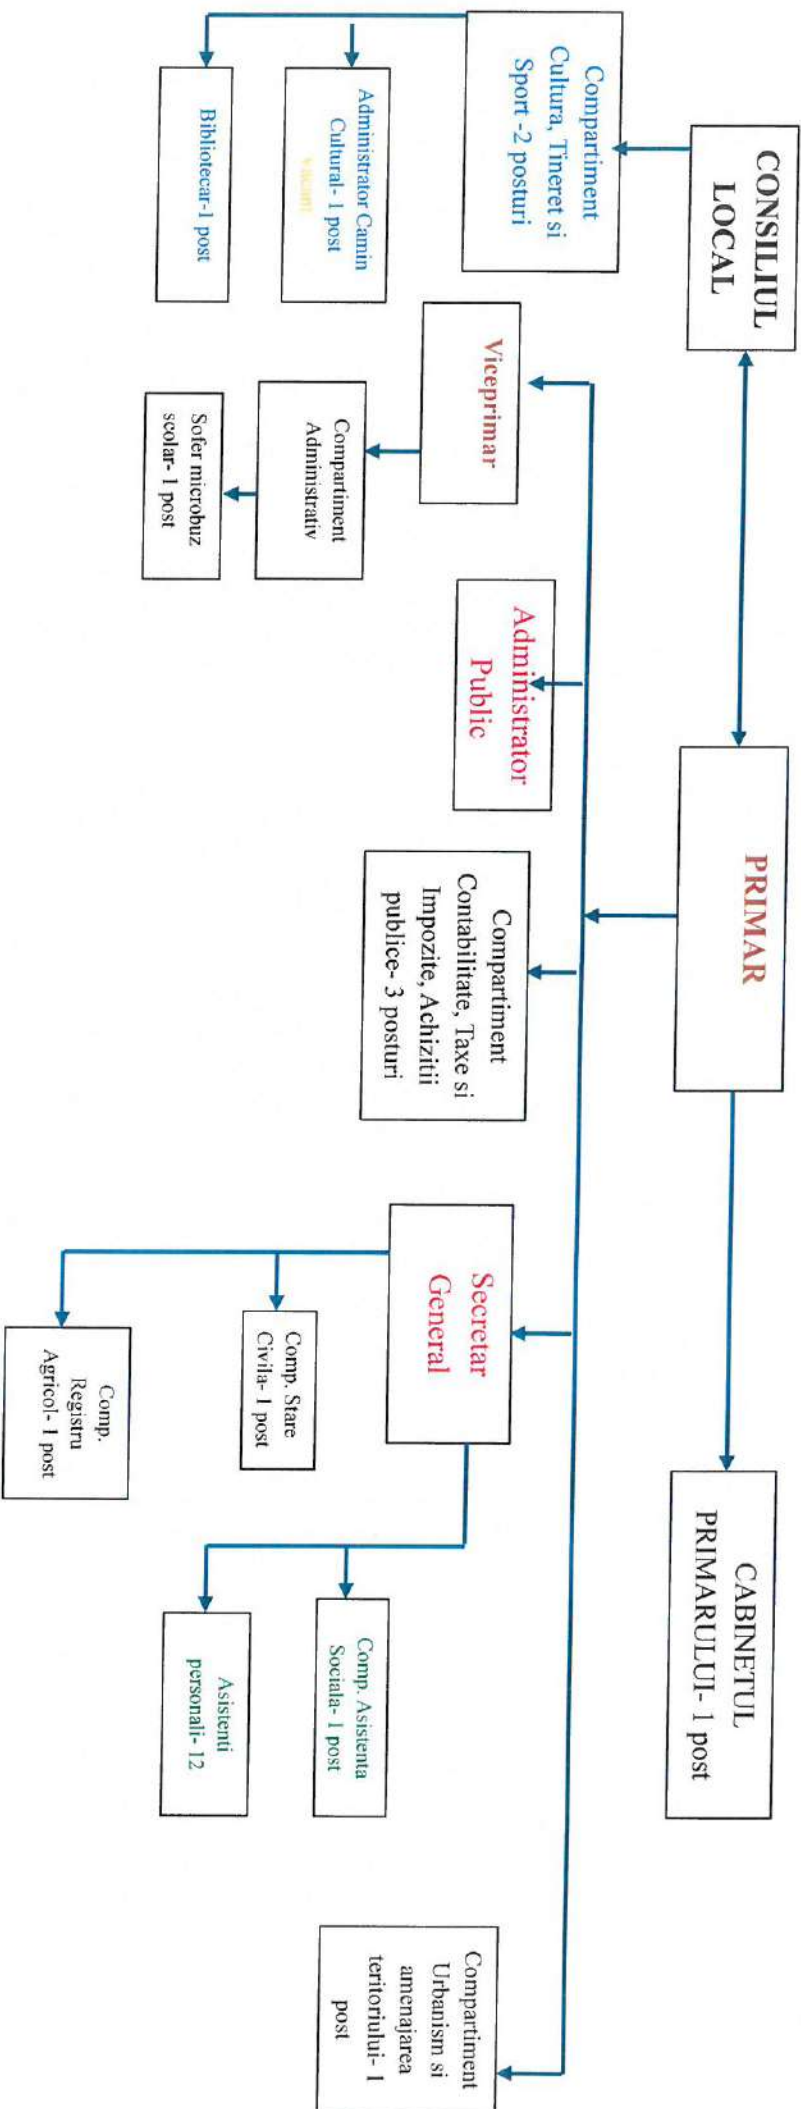 CONSILIUL
LOCAL
PRIMAR
CABINETUL
PRIMARULUI- 1 post
Compartiment
Cultura, Tineret si
Sport -2 posturi
Administrator Camin
Cultural- 1 post
vacant
Bibliotecar-1 post
Viceprimar
Compartiment
Administrativ
Sofer microbuz
scolar- 1 post
Administrator
Public
Compartiment
Contabilitate, Taxe si
Impozite, Achizitii
publice- 3 posturi
Secretar
General
Comp. Stare
Civila- 1 post
Comp.
Registru
Agricol- 1 post
Comp. Asistenta
Sociala- 1 post
Asistenti
personali- 12
Compartiment
Urbanism si
amenajarea
teritoriului- 1
post